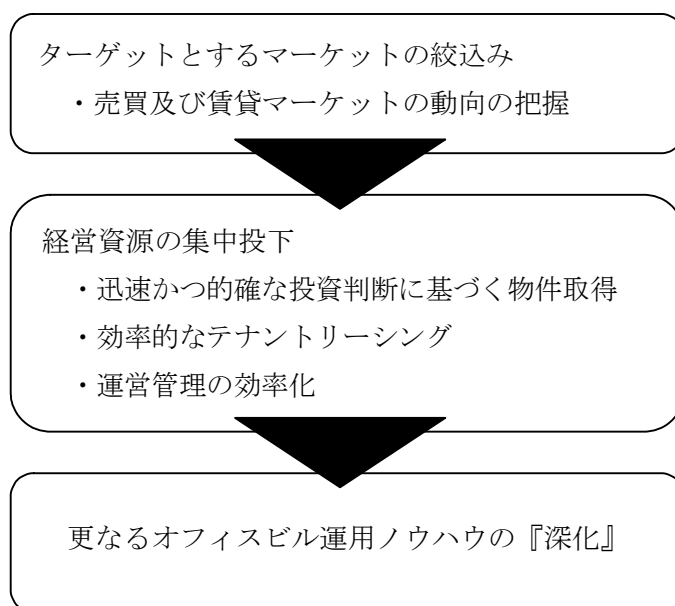 ターゲットとするマーケットの絞込み
・売買及び賃貸マーケットの動向の把握
経営資源の集中投下
・迅速かつ的確な投資判断に基づく物件取得
・効率的なテナントリーシング
・運営管理の効率化
更なるオフィスビル運用ノウハウの『深化』